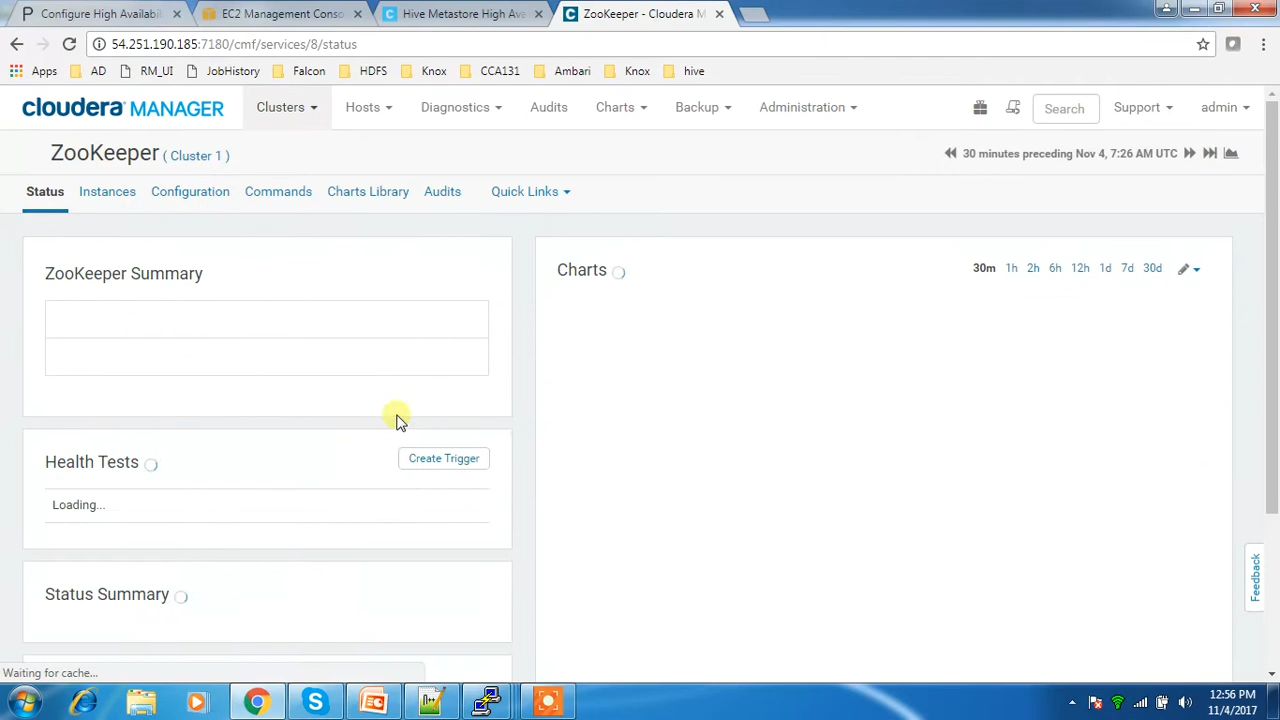 Configure High Availabili
EC2 Management Conso
Hive Metastore High Ave
ZooKeeper - Cloudera M
54.251.190.185:7180/cmf/services/8/status
Apps AD RM_UI JobHistory Falcon HDFS Knox CCA131 Ambari Knox hive
cloudera MANAGER Clusters Hosts Diagnostics Audits Charts Backup Administration Search Support admin
ZooKeeper ( Cluster 1 )
30 minutes preceding Nov 4, 7:26 AM UTC
Status Instances Configuration Commands Charts Library Audits Quick Links
ZooKeeper Summary
Charts
30m 1h 2h 6h 12h 1d 7d 30d
Health Tests
Create Trigger
Loading...
Status Summary
Feedback
Waiting for cache...
12:56 PM
11/4/2017